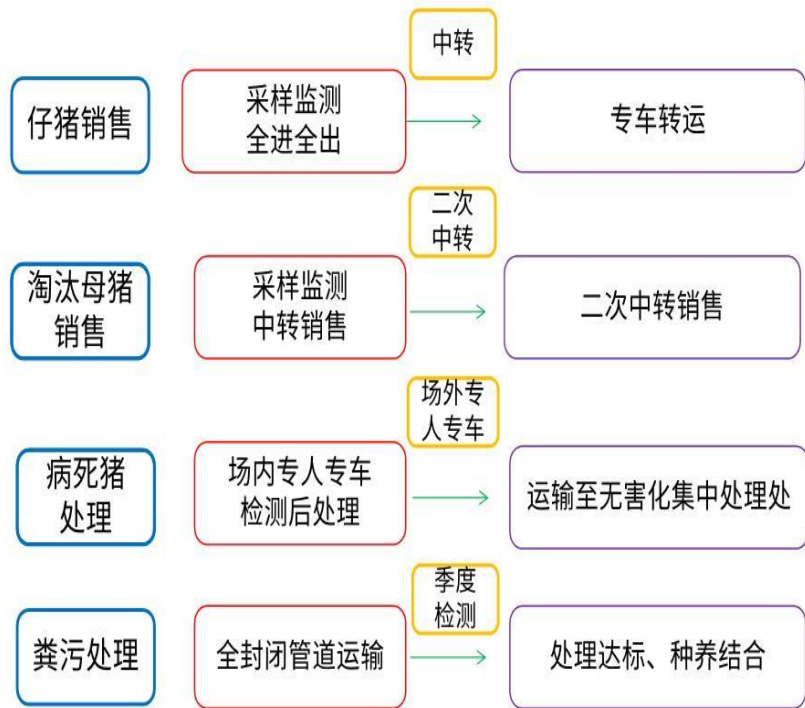 中转
仔猪销售
采样监测
全进全出
专车转运
二次
中转
淘汰母猪
销售
采样监测
中转销售
二次中转销售
场外专
人专车
病死猪
处理
场内专人专车
检测后处理
运输至无害化集中处理处
季度
检测
粪污处理
全封闭管道运输
处理达标、种养结合